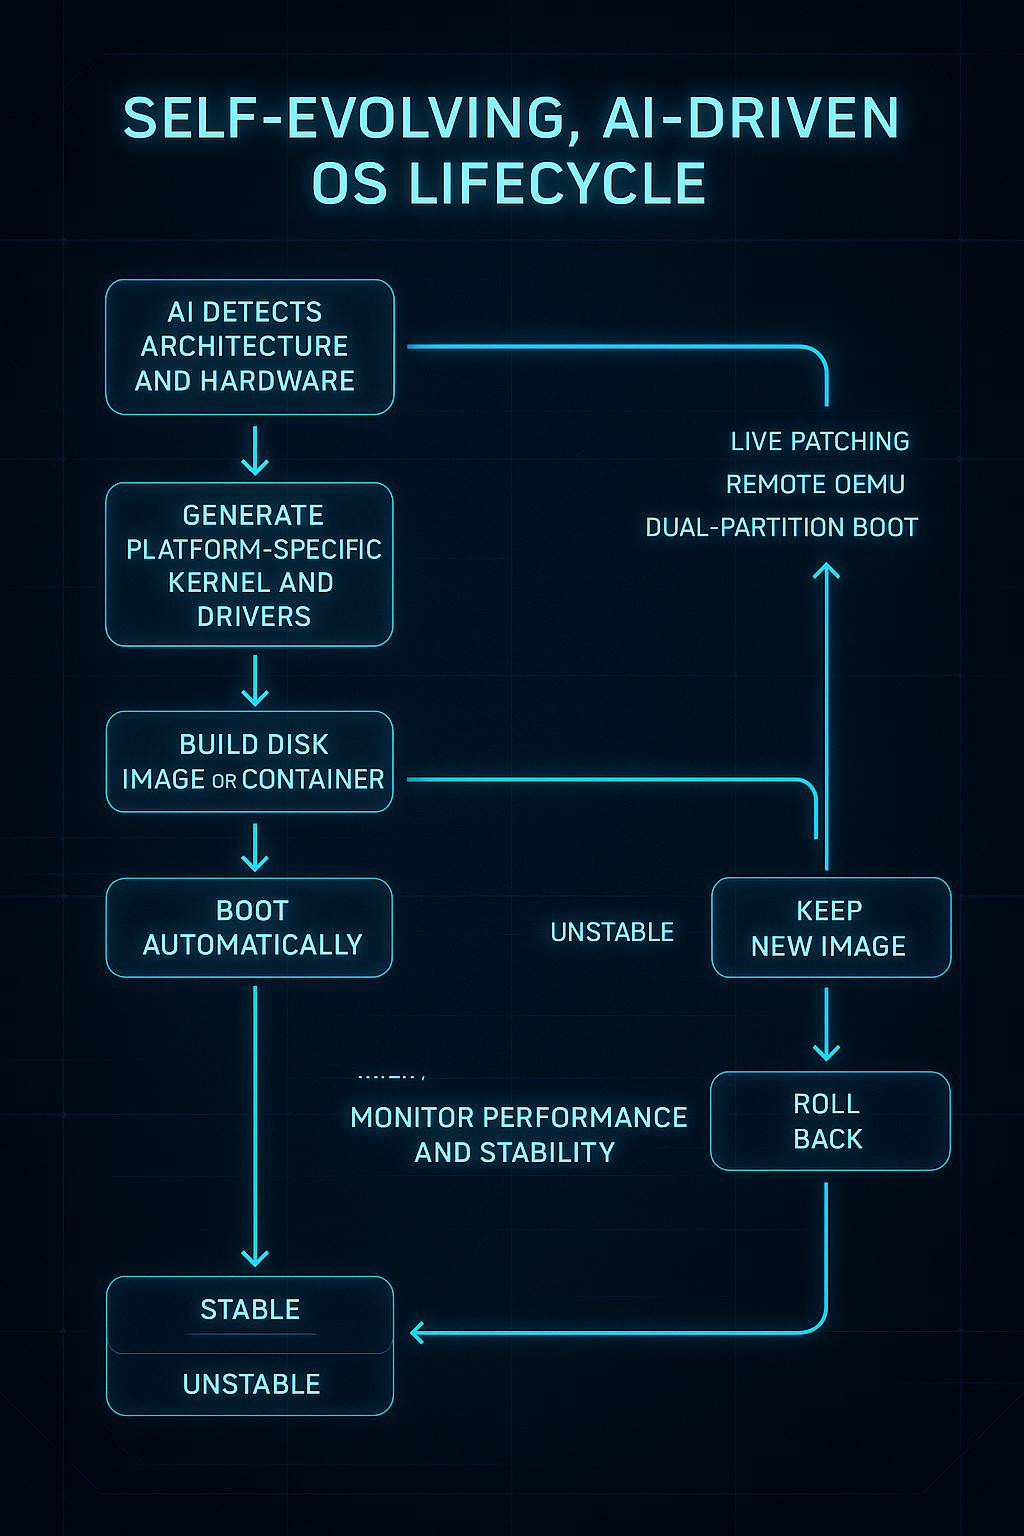 SELF-EVOLVING, AI-DRIVEN
OS LIFECYCLE
AI DETECTS
ARCHITECTURE
AND HARDWARE
LIVE PATCHING
REMOTE OEMU
DUAL-PARTITION BOOT
GENERATE
PLATFORM-SPECIFIC
KERNEL AND
DRIVERS
BUILD DISK
IMAGE OR CONTAINER
BOOT
AUTOMATICALLY
UNSTABLE
KEEP
NEW IMAGE
MONITOR PERFORMANCE
AND STABILITY
ROLL
BACK
STABLE
UNSTABLE